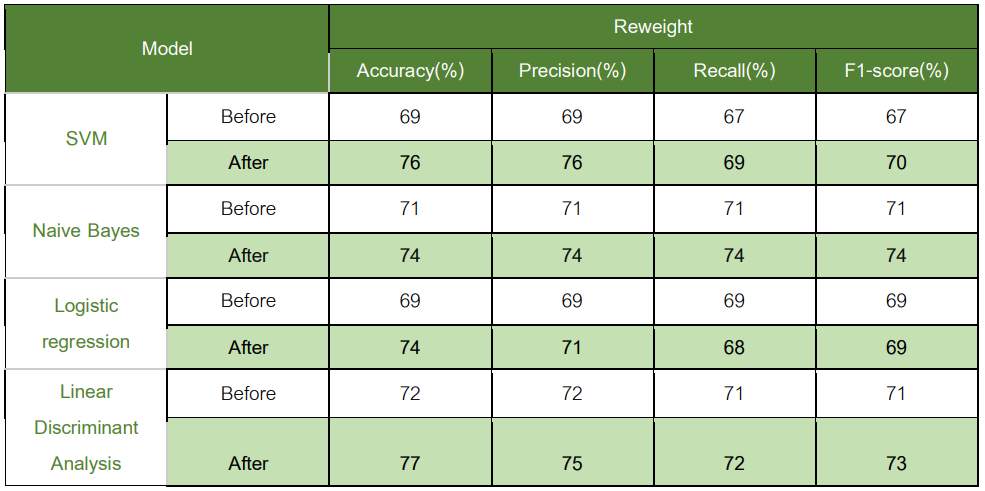 Model
Reweight
Accuracy(%) Precision(%) Recall(%) F1-score(%)
SVM
Before 69 69 67 67
After 76 76 69 70
Naive Bayes
Before 71 71 71 71
After 74 74 74 74
Logistic
regression
Before 69 69 69 69
After 74 71 68 69
Linear
Discriminant
Analysis
Before 72 72 71 71
After 77 75 72 73